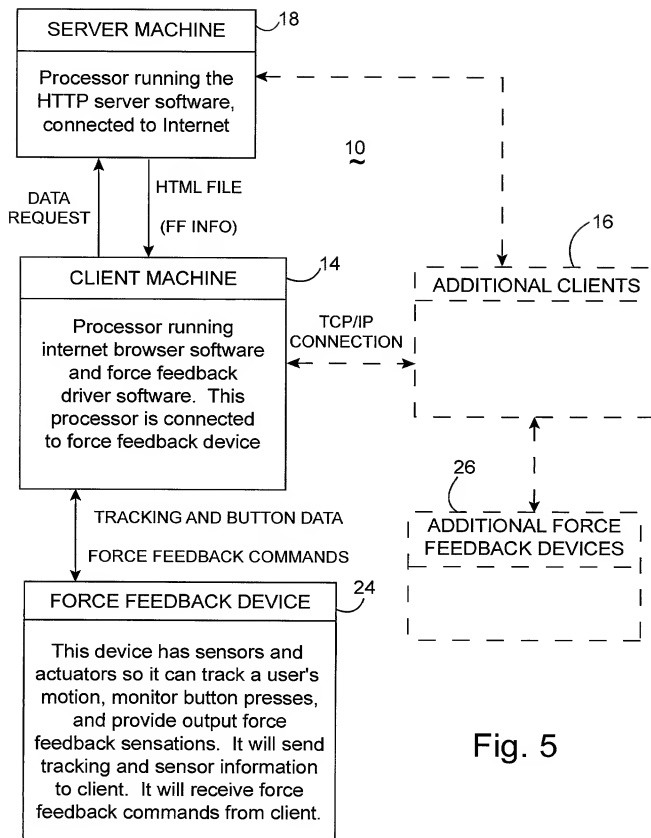 SERVER MACHINE
18
Processor running the
HTTP server software,
connected to Internet
10
DATA
REQUEST
HTML FILE
(FF INFO)
CLIENT MACHINE
14
Processor running
internet browser software
and force feedback
driver software. This
processor is connected
to force feedback device
TCP/IP
CONNECTION
16
ADDITIONAL CLIENTS
TRACKING AND BUTTON DATA
FORCE FEEDBACK COMMANDS
26
ADDITIONAL FORCE
FEEDBACK DEVICES
FORCE FEEDBACK DEVICE
24
This device has sensors and
actuators so it can track a user's
motion, monitor button presses,
and provide output force
feedback sensations. It will send
tracking and sensor information
to client. It will receive force
feedback commands from client.
Fig. 5